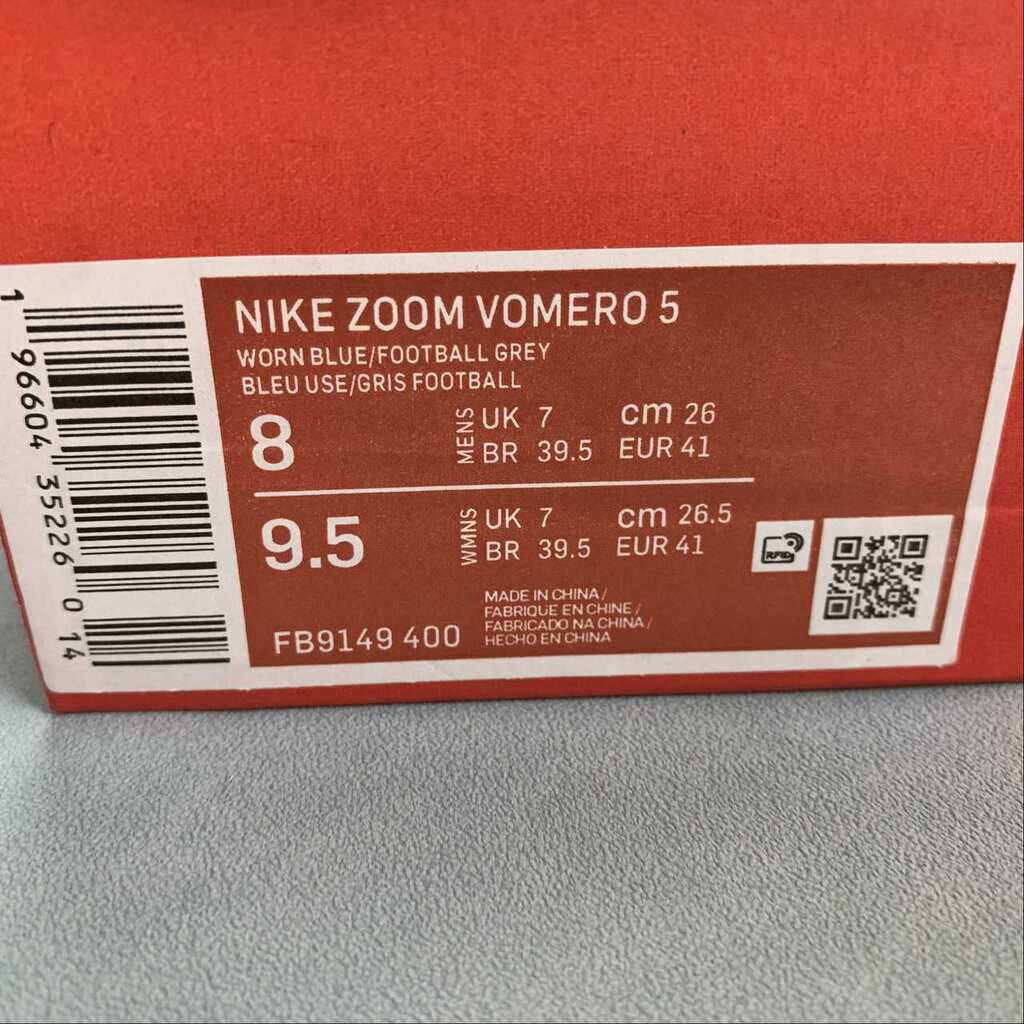 1 96604 35226 0 14
NIKE ZOOM VOMERO 5
WORN BLUE/FOOTBALL GREY
BLEU USE/GRIS FOOTBALL
8 MENS UK 7 cm 26
BR 39.5 EUR 41
9.5 WMNS UK 7 cm 26.5
BR 39.5 EUR 41
RFID
MADE IN CHINA /
FABRIQUE EN CHINE /
FABRICADO NA CHINA /
HECHO EN CHINA
FB9149 400